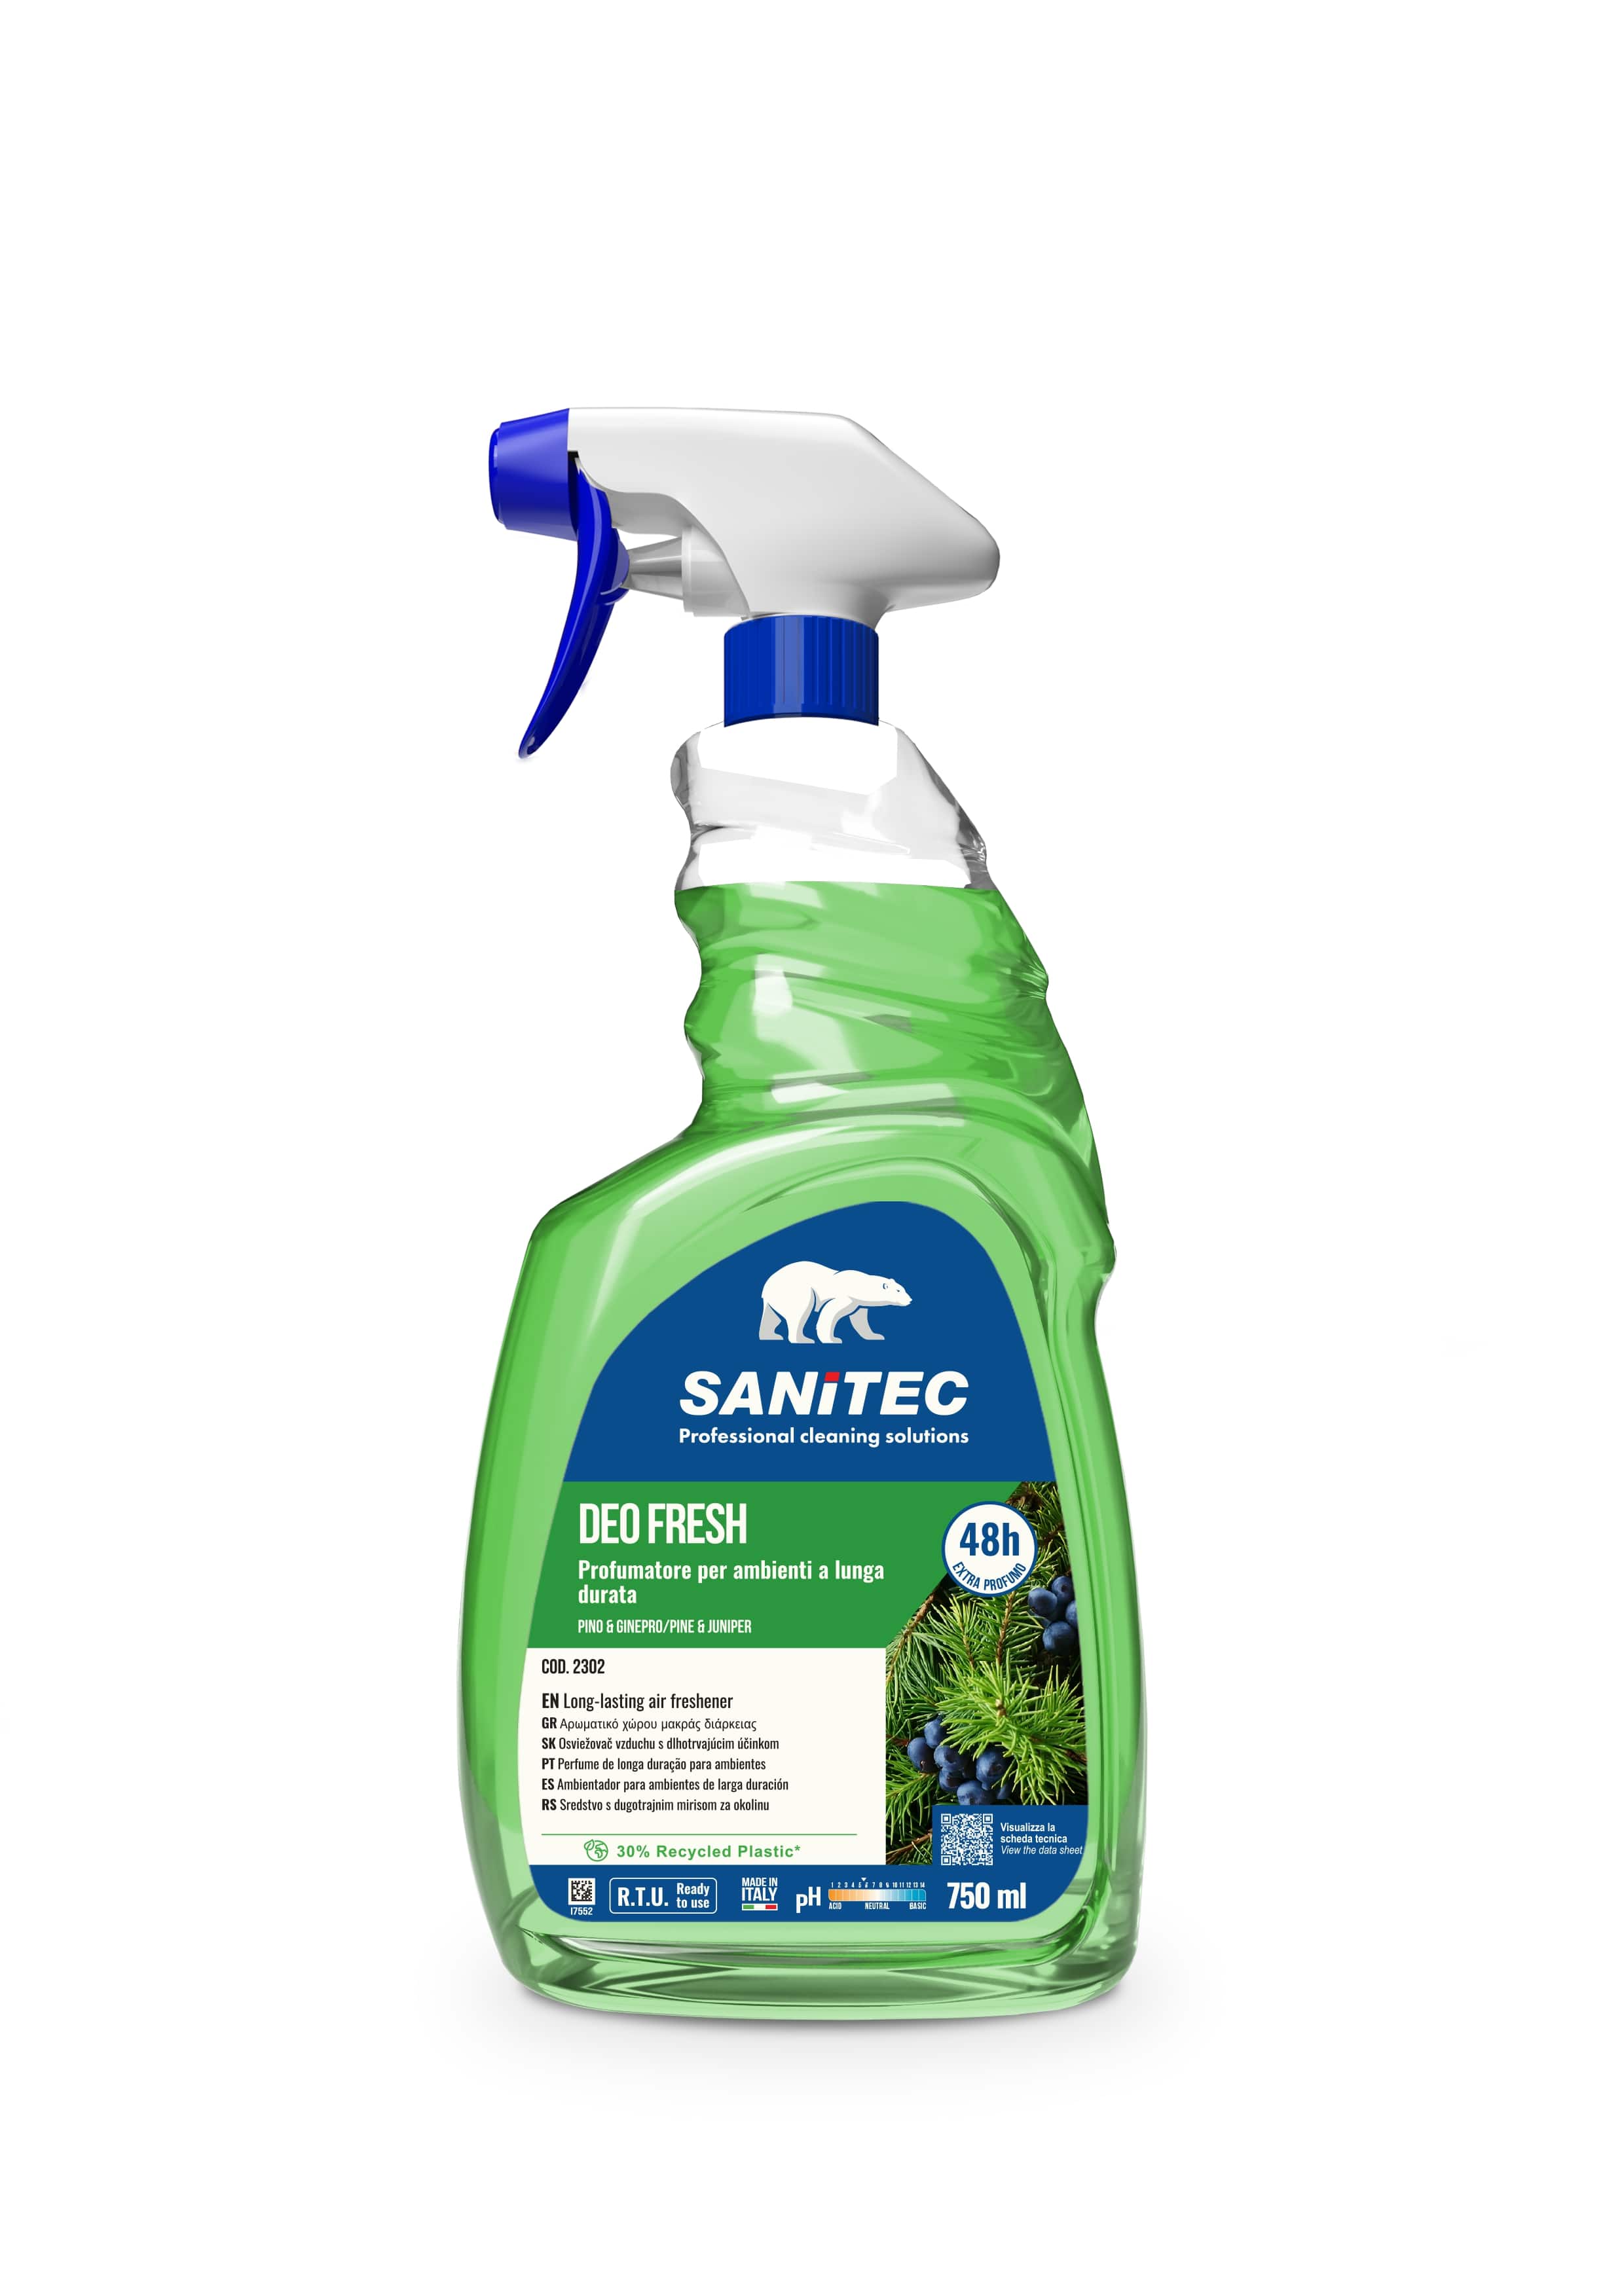 SANiTEC
Professional cleaning solutions
DEO FRESH
Profumatore per ambienti a lunga
durata
PINO & GINEPRO/PINE & JUNIPER
48h
EXTRA PROFUMO
COD. 2302
EN Long-lasting air freshener
GR Αρωματικό χώρου μακράς διάρκειας
SK Osviežovač vzduchu s dlhotrvajúcim účinkom
PT Perfume de longa duração para ambientes
ES Ambientador para ambientes de larga duración
RS Sredstvo s dugotrajnim mirisom za okolinu
30% Recycled Plastic*
Visualizza la
scheda tecnica
View the data sheet
I7552
R.T.U. Ready
to use
MADE IN
ITALY
pH
1 2 3 4 5 6 7 8 9 10 11 12 13 14
ACID NEUTRAL BASIC
750 ml